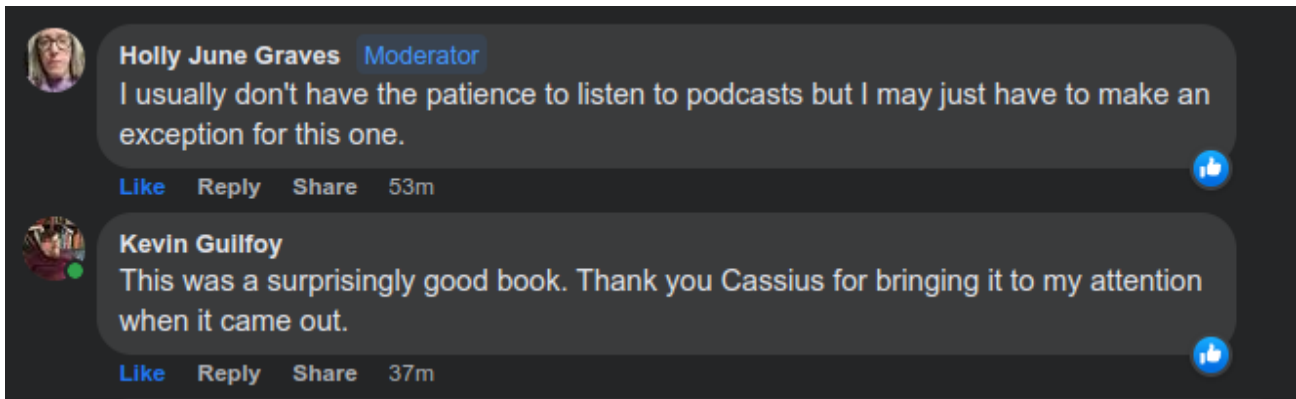 Holly June Graves Moderator
I usually don't have the patience to listen to podcasts but I may just have to make an
exception for this one.
Like Reply Share 53m
Kevin Guilfoy
This was a surprisingly good book. Thank you Cassius for bringing it to my attention
when it came out.
Like Reply Share 37m